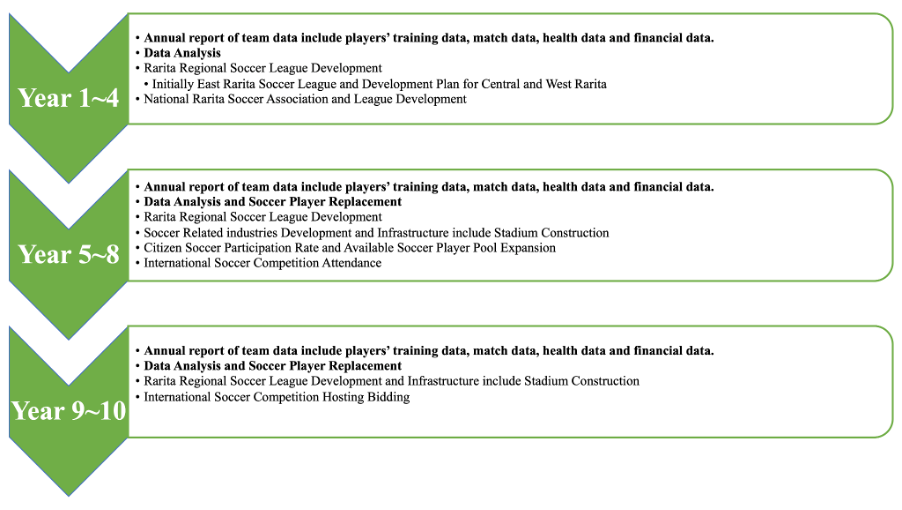 Year 1~4
• Annual report of team data include players' training data, match data, health data and financial data.
• Data Analysis
• Rarita Regional Soccer League Development
• Initially East Rarita Soccer League and Development Plan for Central and West Rarita
• National Rarita Soccer Association and League Development
Year 5~8
• Annual report of team data include players' training data, match data, health data and financial data.
• Data Analysis and Soccer Player Replacement
• Rarita Regional Soccer League Development
• Soccer Related industries Development and Infrastructure include Stadium Construction
• Citizen Soccer Participation Rate and Available Soccer Player Pool Expansion
• International Soccer Competition Attendance
Year 9~10
• Annual report of team data include players' training data, match data, health data and financial data.
• Data Analysis and Soccer Player Replacement
• Rarita Regional Soccer League Development and Infrastructure include Stadium Construction
• International Soccer Competition Hosting Bidding